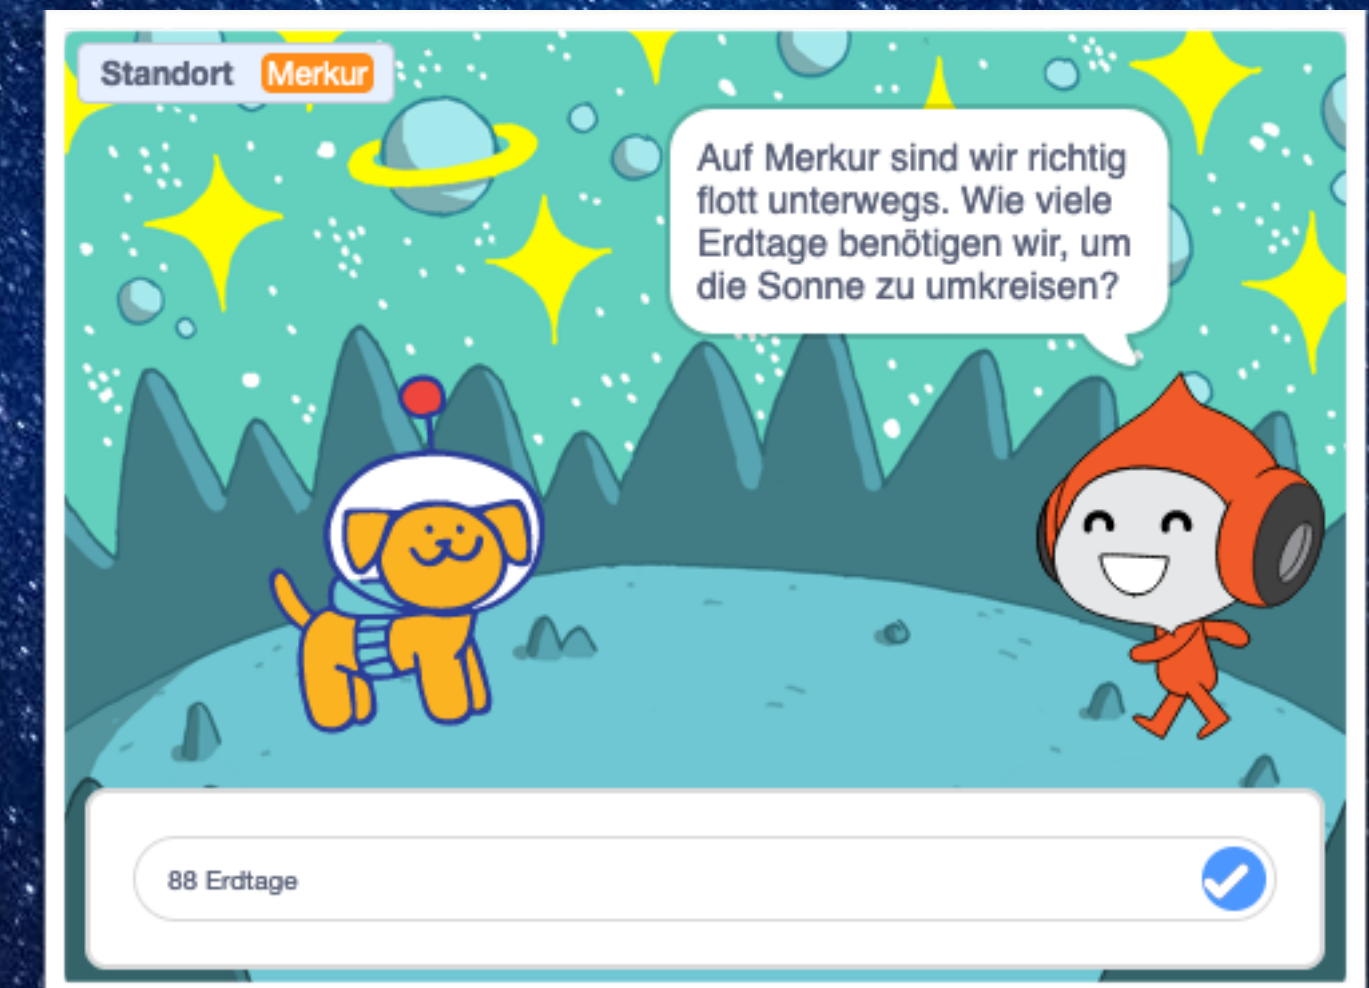 Standort Merkur
Auf Merkur sind wir richtig
flott unterwegs. Wie viele
Erdtage benötigen wir, um
die Sonne zu umkreisen?
88 Erdtage